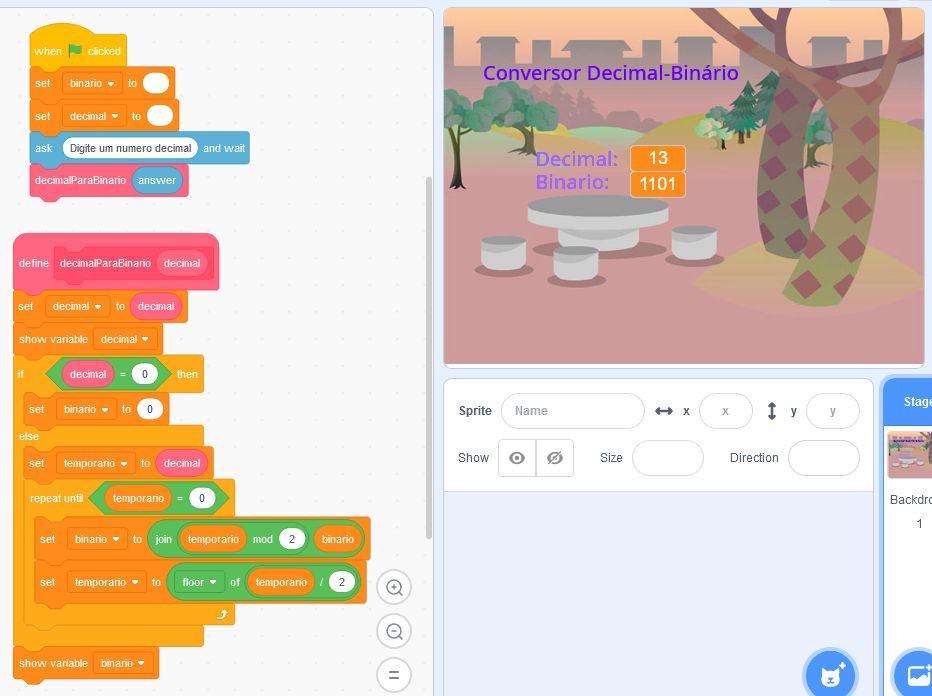 when clicked
set binario to
set decimal to
ask Digite um numero decimal and wait
decimalParaBinario answer
define decimalParaBinario decimal
set decimal to decimal
show variable decimal
if decimal = 0 then
set binario to 0
else
set temporario to decimal
repeat until temporario = 0
set binario to join temporario mod 2 binario
set temporario to floor of temporario / 2
show variable binario
Conversor Decimal-Binário
Decimal: 13
Binario: 1101
Sprite Name x x y y
Show Size Direction
Stage
Backdro
1